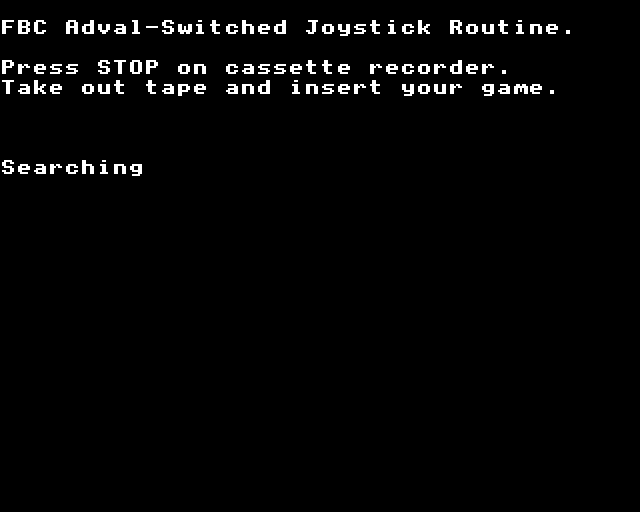 FBC Adval-Switched Joystick Routine.
Press STOP on cassette recorder.
Take out tape and insert your game.
Searching